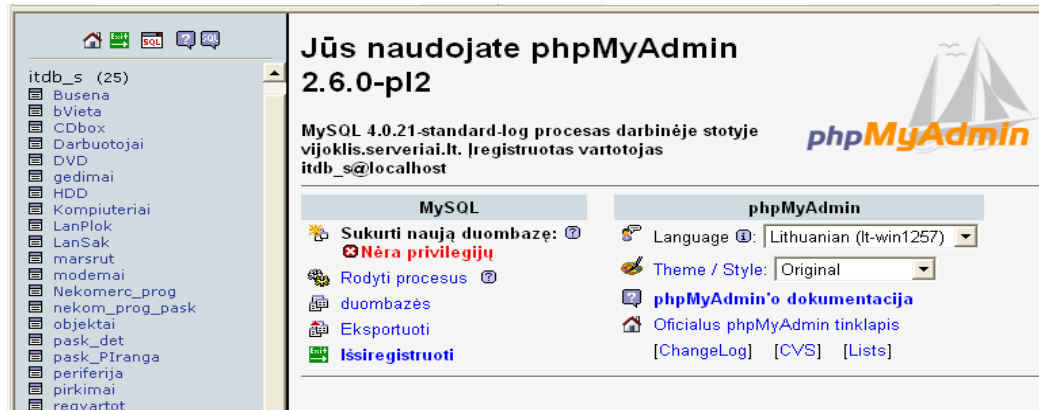 itdb_s (25)
Busena
bVieta
CDbox
Darbuotojai
DVD
gedimai
HDD
Kompiuteriai
LanPlok
LanSak
marsrut
modemai
Nekomerc_prog
nekom_prog_pask
objektai
pask_det
pask_PIranga
periferija
pirkimai
regvartot
Jūs naudojate phpMyAdmin
2.6.0-pl2
phpMyAdmin
MySQL 4.0.21-standard-log procesas darbinėje stotyje
vijoklis.serveriai.lt. Įregistruotas vartotojas
itdb_s@localhost
MySQL
Sukurti naują duombazę:
Nėra privilegijų
Rodyti procesus
duombazės
Eksportuoti
Exit
Išsiregistruoti
phpMyAdmin
Language: Lithuanian (lt-win1257)
Theme / Style: Original
phpMyAdmin'o dokumentacija
Oficialus phpMyAdmin tinklapis
[ChangeLog] [CVS] [Lists]